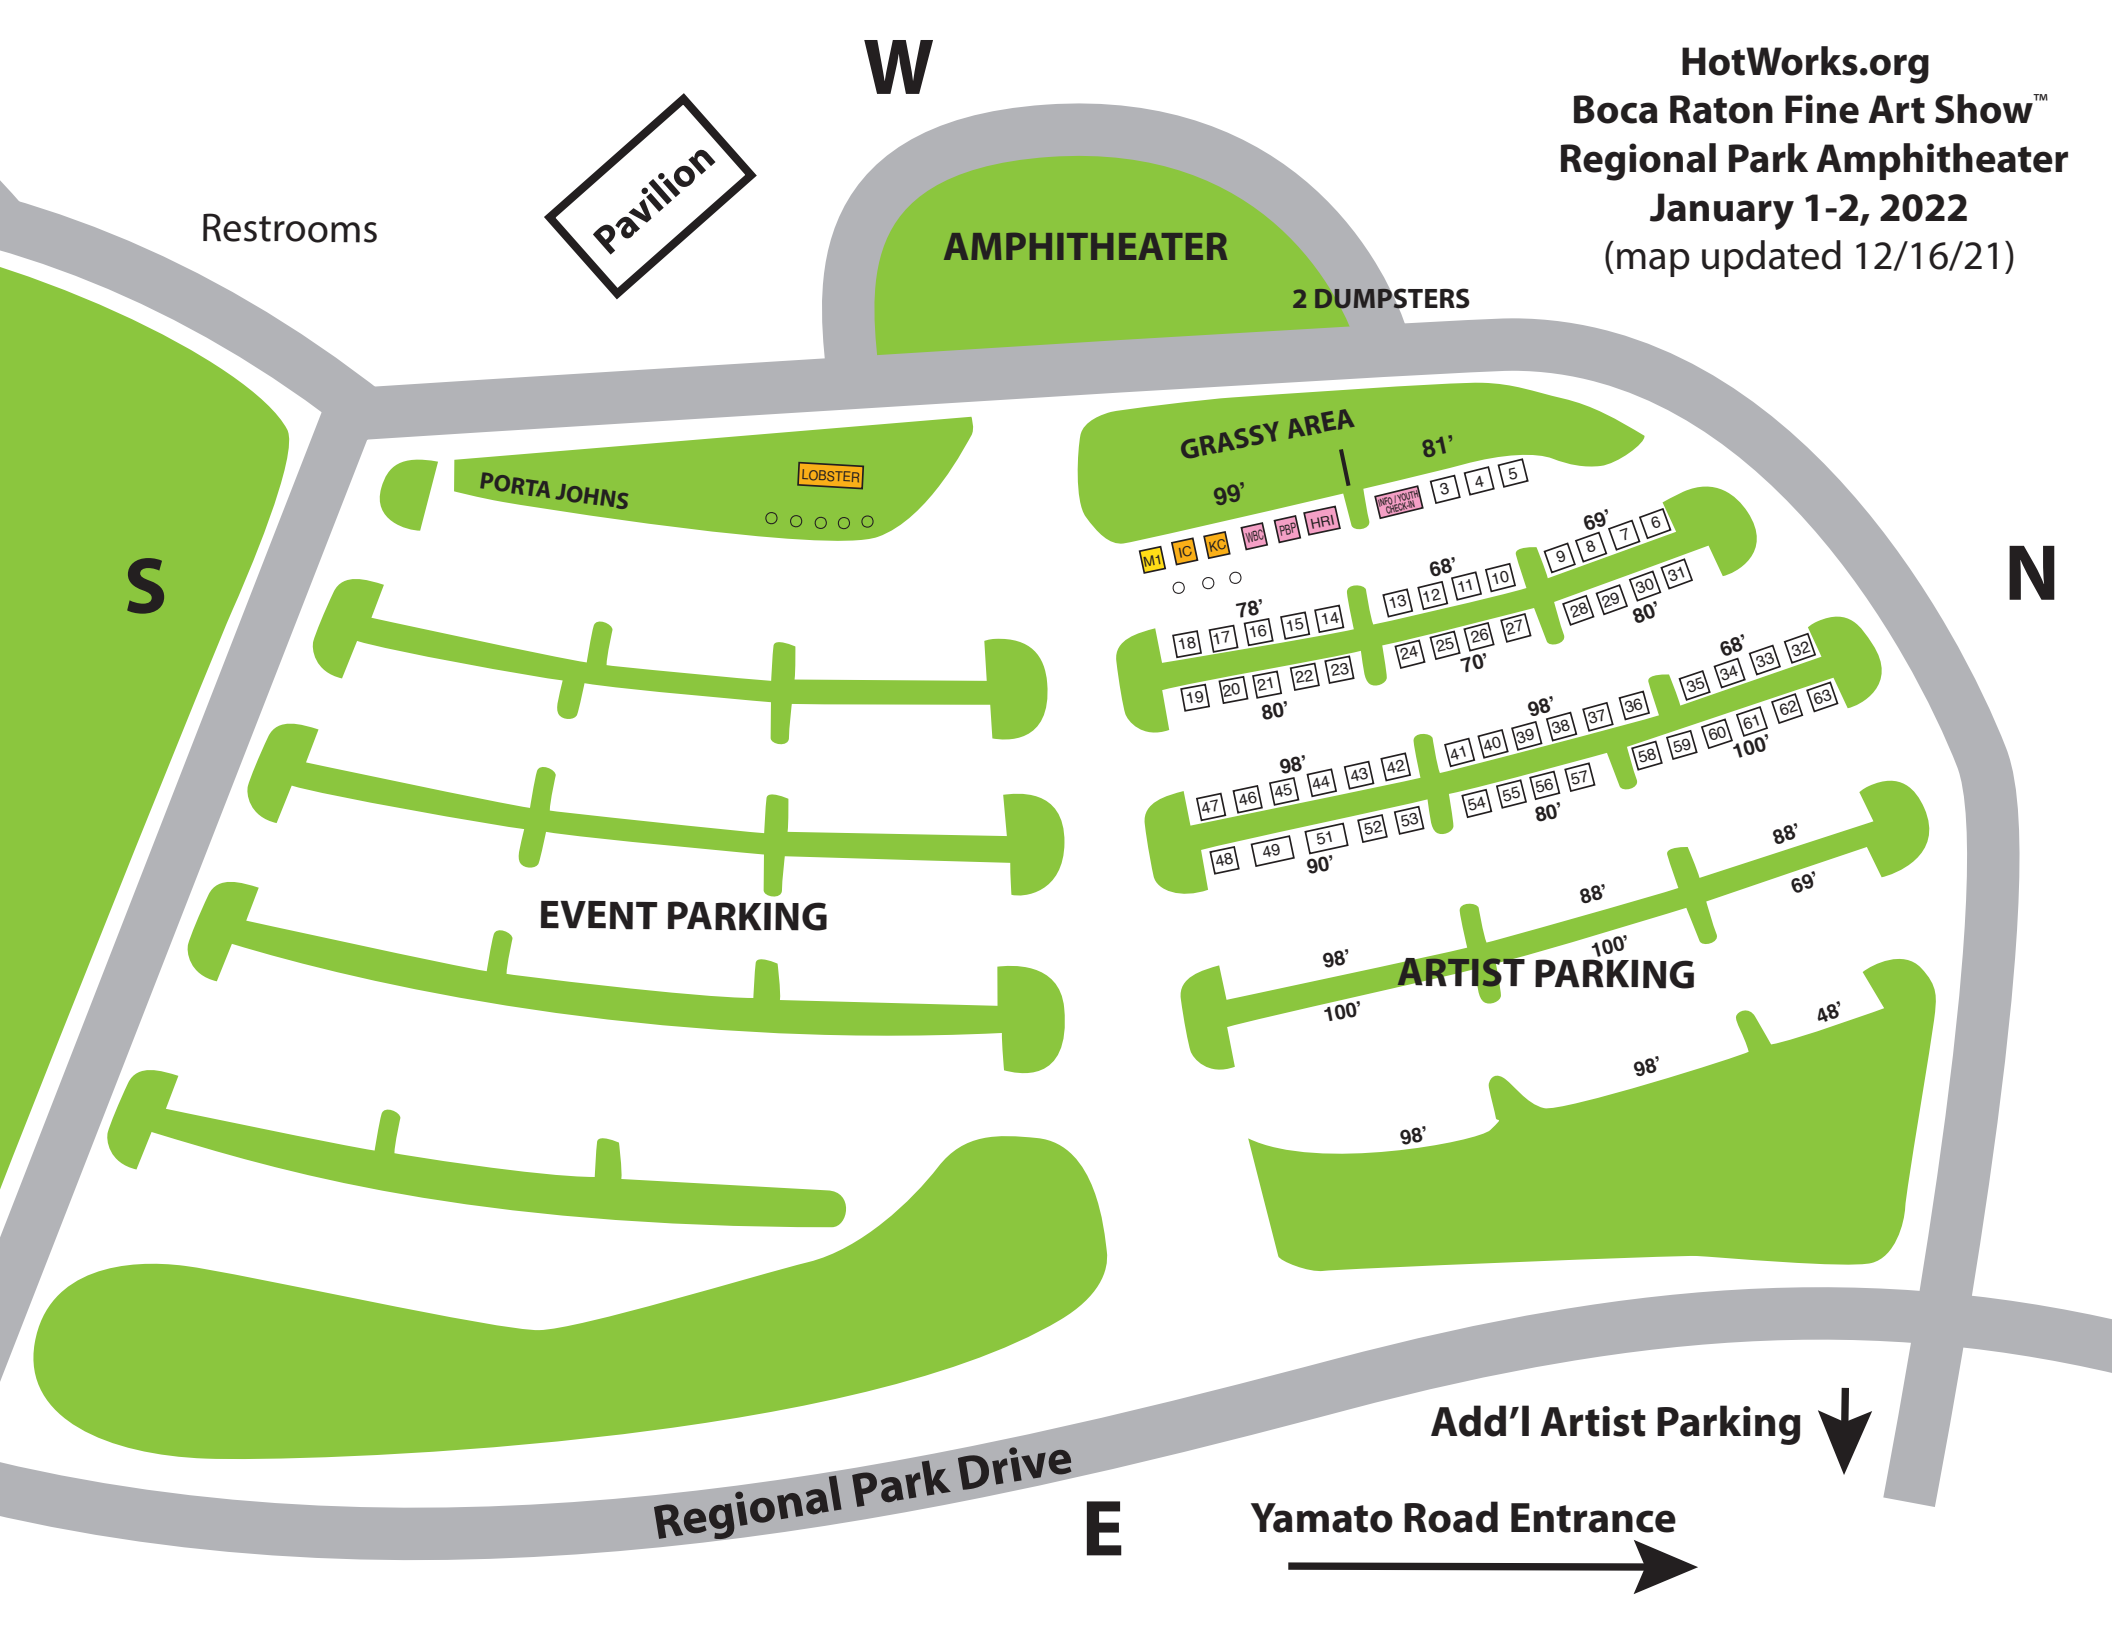 W
HotWorks.org
Boca Raton Fine Art Show™
Regional Park Amphitheater
January 1-2, 2022
(map updated 12/16/21)
Restrooms
Pavilion
AMPHITHEATER
2 DUMPSTERS
GRASSY AREA
81’
99’
PORTA JOHNS
LOBSTER
INFO / YOUTH
CHECK-IN
3 4 5
M1 IC KC WBC PBP HRI
S
N
69’
9 8 7 6
68’
13 12 11 10
78’
18 17 16 15 14
28 29 30 31
80’
24 25 26 27
70’
19 20 21 22 23
80’
68’
35 34 33 32
98’
41 40 39 38 37 36
98’
47 46 45 44 43 42
58 59 60 61 62 63
100’
54 55 56 57
80’
48 49 51 52 53
90’
EVENT PARKING
88’
88’
69’
98’
100’
ARTIST PARKING
100’
48’
98’
98’
Add’l Artist Parking
Regional Park Drive
E
Yamato Road Entrance